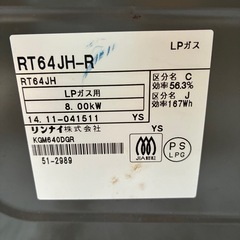 LPガス
RT64JH-R
RT64JH
区分名 C
効率56.3%
LPガス用
8.00kW
区分名 J
効率167Wh
14.11-041511 YS
リンナイ株式会社
KGM640DGR
YS
51-2989
JIA
PS
LPG